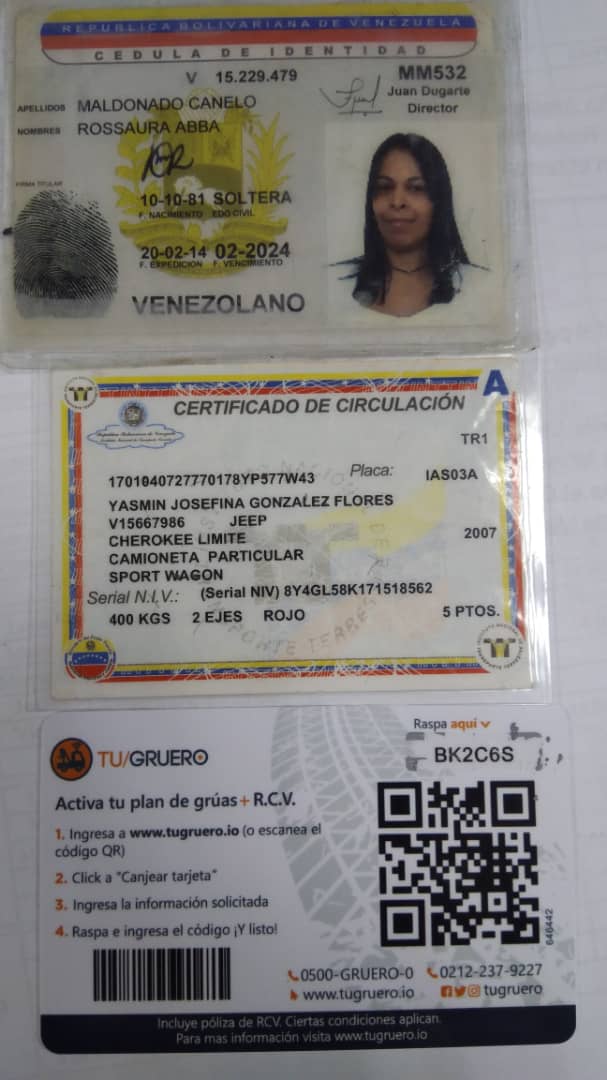 REPUBLICA BOLIVARIANA DE VENEZUELA
CEDULA DE IDENTIDAD
V 15.229.479
MM532
Juan Dugarte
Director
APELLIDOS MALDONADO CANELO
NOMBRES ROSSAURA ABBA
FIRMA TITULAR
10-10-81 SOLTERA
F. NACIMIENTO EDO CIVIL
20-02-14 02-2024
F. EXPEDICION F. VENCIMIENTO
VENEZOLANO
A
CERTIFICADO DE CIRCULACIÓN
República Bolivariana de Venezuela
TR1
1701040727770178YP577W43 Placa: IAS03A
YASMIN JOSEFINA GONZALEZ FLORES
V15667986 JEEP
CHEROKEE LIMITE 2007
CAMIONETA PARTICULAR
SPORT WAGON
Serial N.I.V.: (Serial NIV) 8Y4GL58K171518562
400 KGS 2 EJES ROJO 5 PTOS.
TU/GRUERO
Raspa aquí
BK2C6S
Activa tu plan de grúas + R.C.V.
1. Ingresa a www.tugruero.io (o escanea el
código QR)
2. Click a "Canjear tarjeta"
3. Ingresa la información solicitada
4. Raspa e ingresa el código ¡Y listo!
646442
0500-GRUERO-0 0212-237-9227
www.tugruero.io tugruero
Incluye póliza de RCV. Ciertas condiciones aplican.
Para mas información visita www.tugruero.io